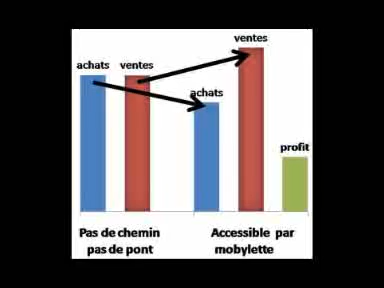 ventes
achats ventes
achats
profit
Pas de chemin
pas de pont
Accessible par
mobylette